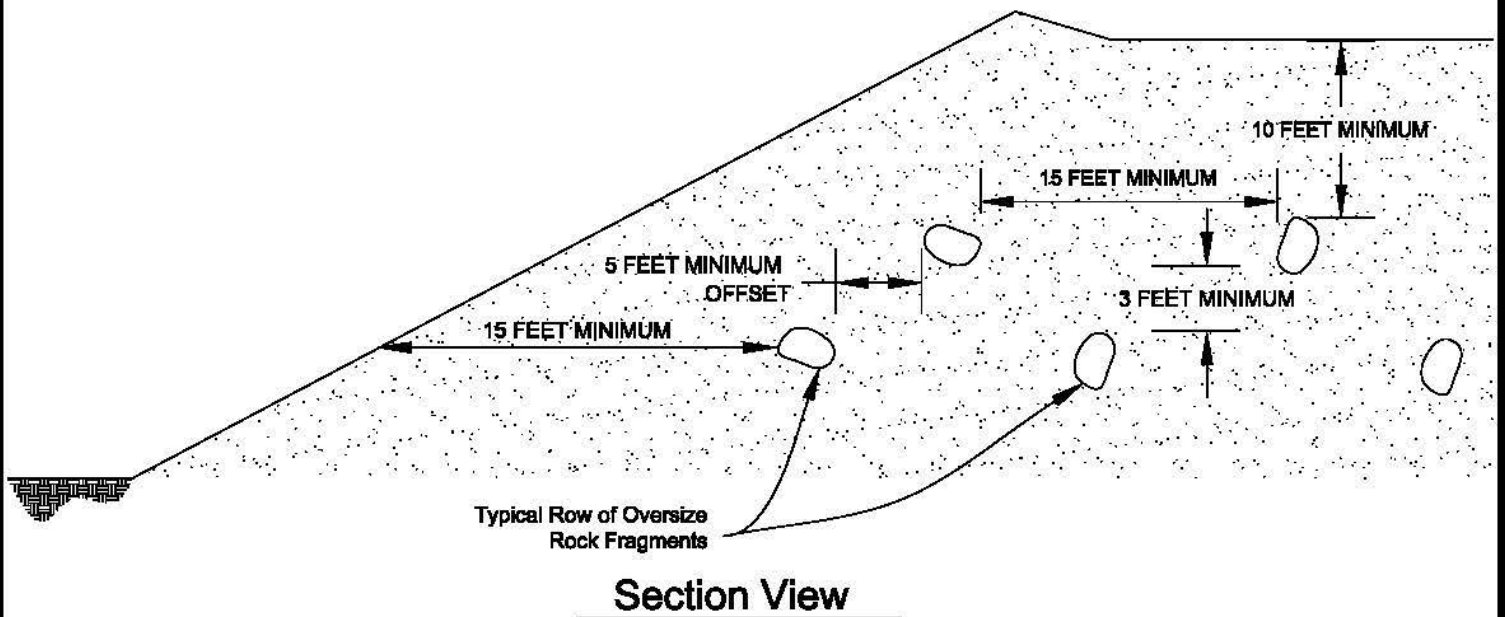 10 FEET MINIMUM
15 FEET MINIMUM
5 FEET MINIMUM
OFFSET
3 FEET MINIMUM
15 FEET MINIMUM
Typical Row of Oversize
Rock Fragments
Section View